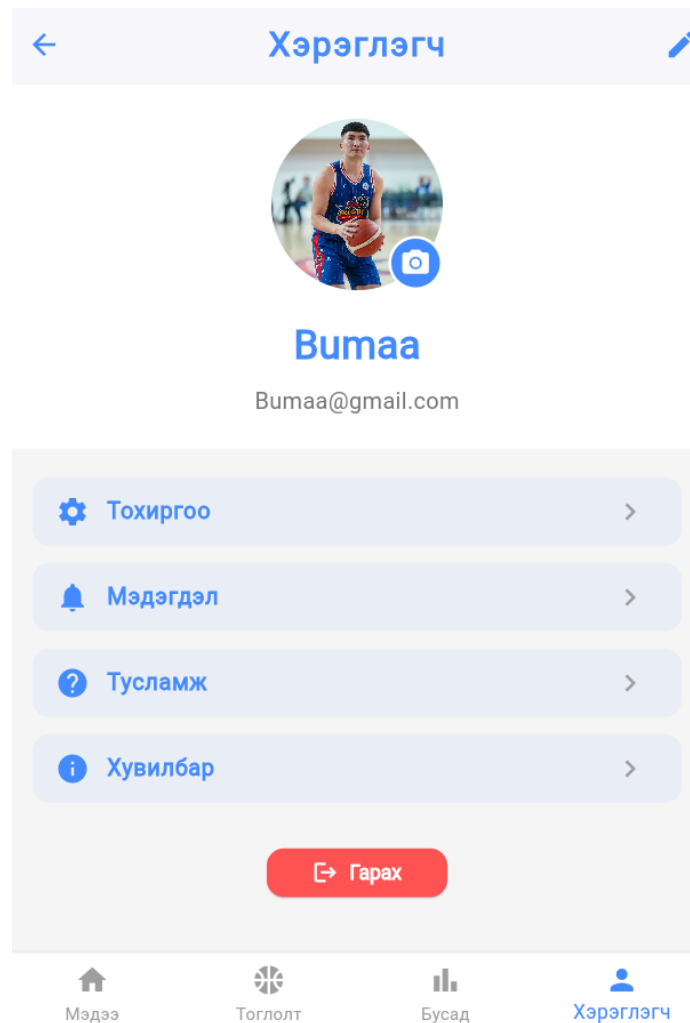 Хэрэглэгч
Bumaa
Bumaa@gmail.com
Тохиргоо
Мэдэгдэл
Тусламж
Хувилбар
Гарах
Мэдээ
Тоглолт
Бусад
Хэрэглэгч